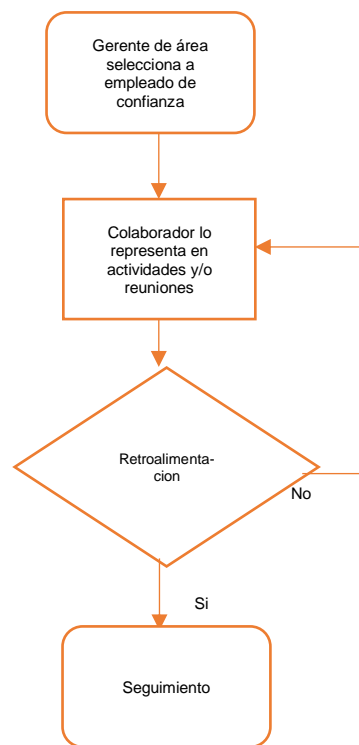 Gerente de área
selecciona a
empleado de
confianza
Colaborador lo
representa en
actividades y/o
reuniones
Retroalimenta-
cion
No
Si
Seguimiento